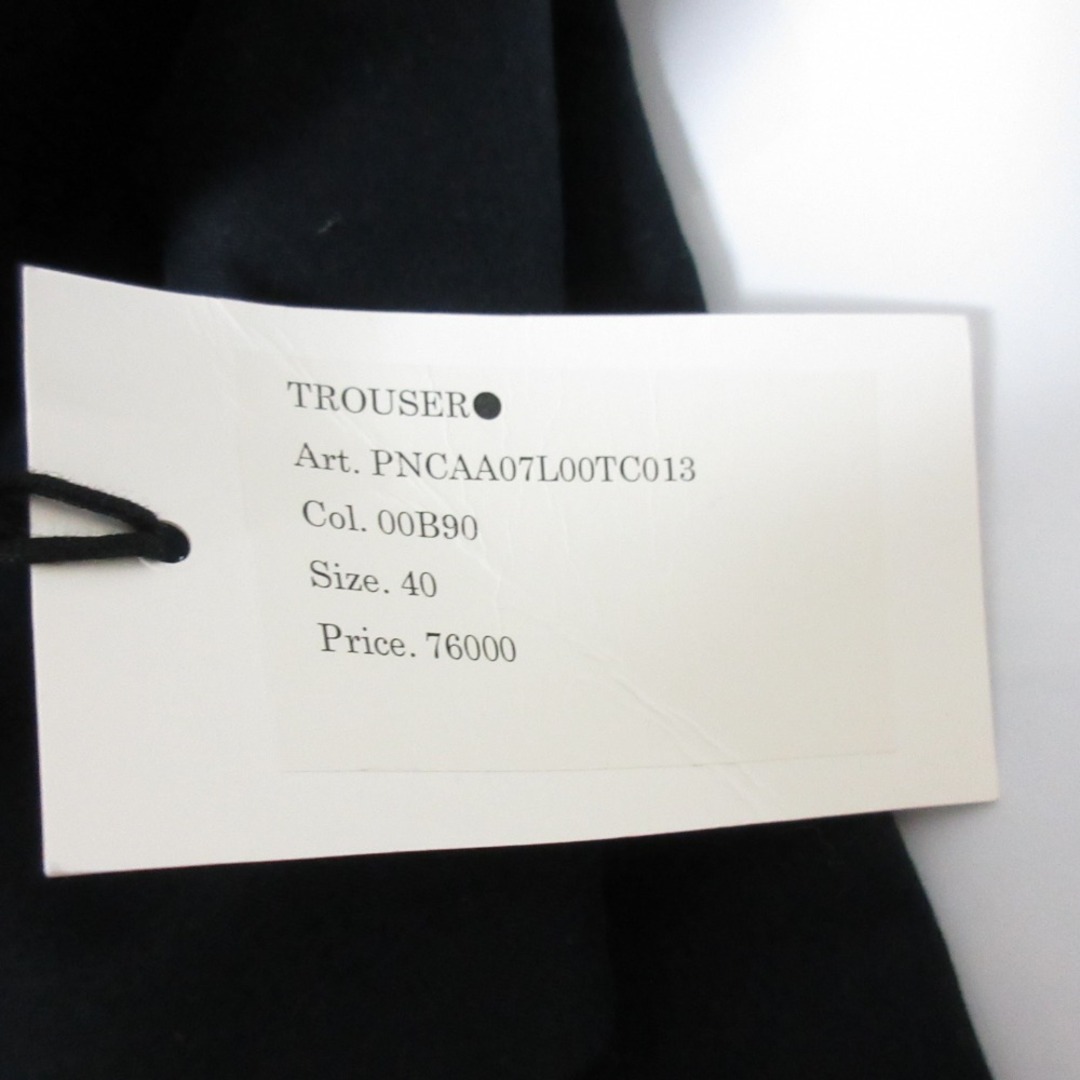 TROUSER●
Art. PNCAA07L00TC013
Col. 00B90
Size. 40
Price. 76000